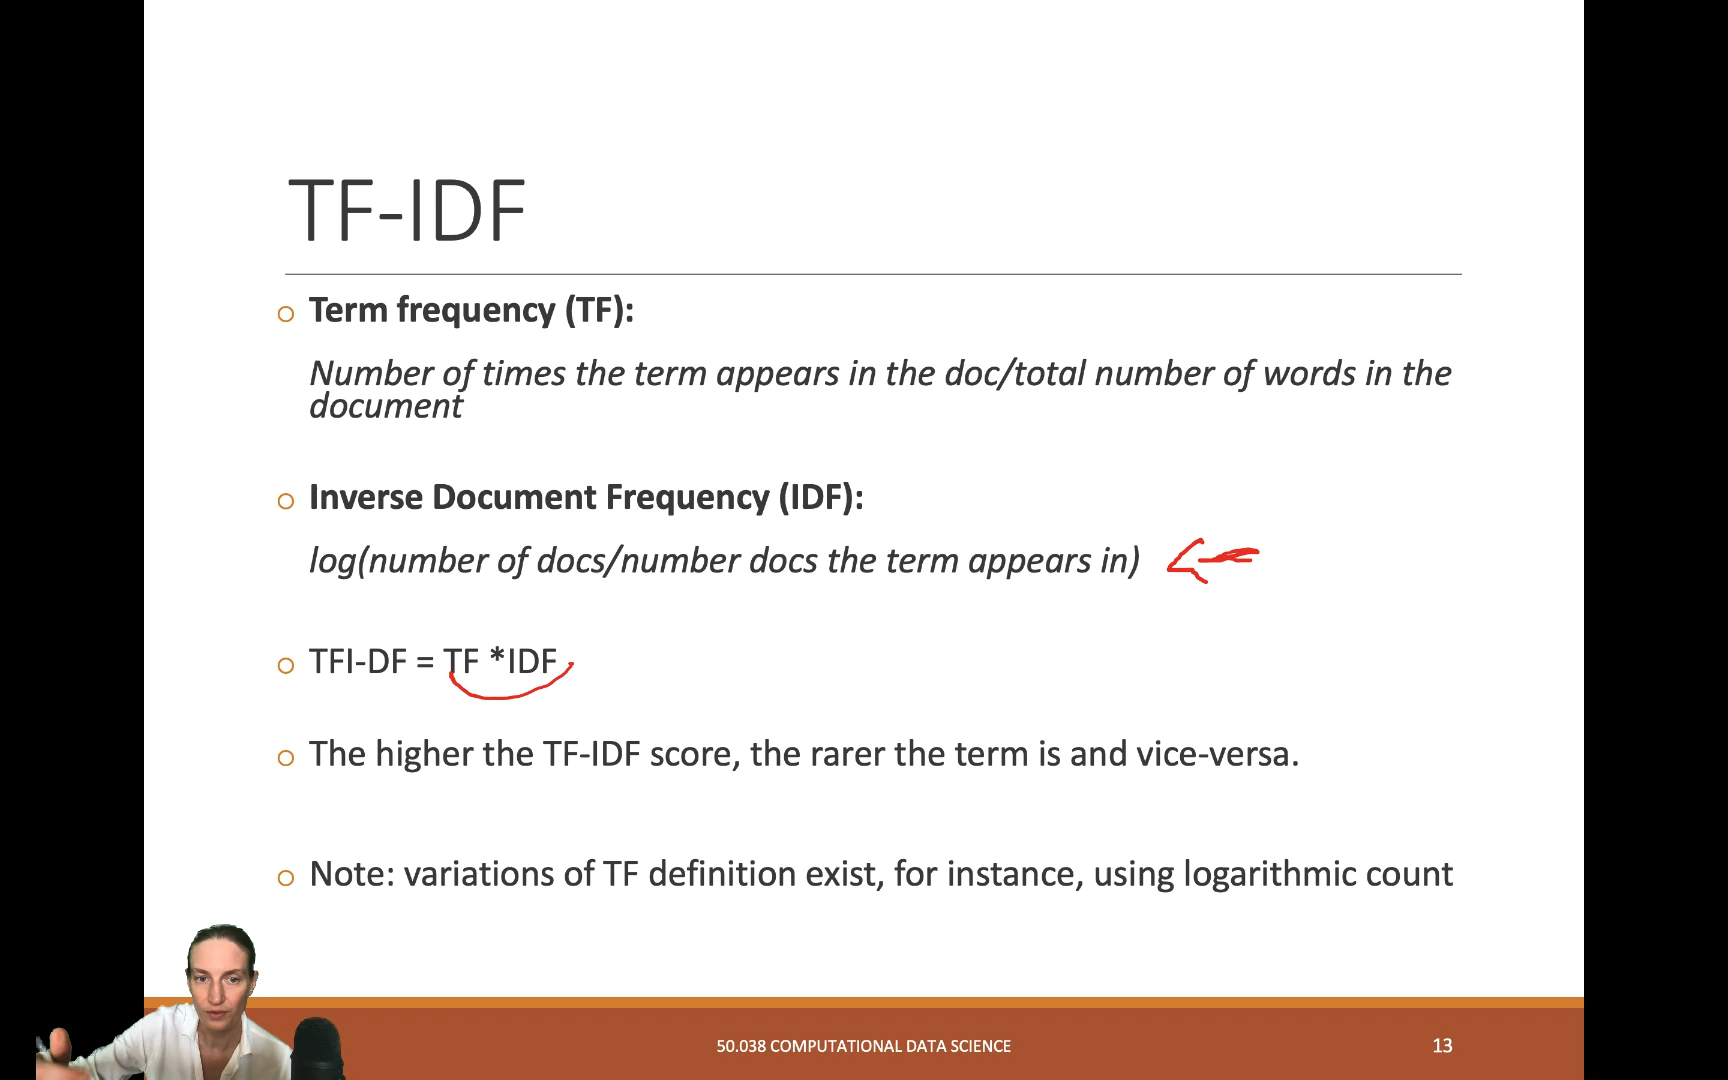 TF-IDF
Term frequency (TF):
Number of times the term appears in the doc/total number of words in the
document
Inverse Document Frequency (IDF):
log(number of docs/number docs the term appears in)
TFI-DF = TF *IDF
The higher the TF-IDF score, the rarer the term is and vice-versa.
Note: variations of TF definition exist, for instance, using logarithmic count
50.038 COMPUTATIONAL DATA SCIENCE
13